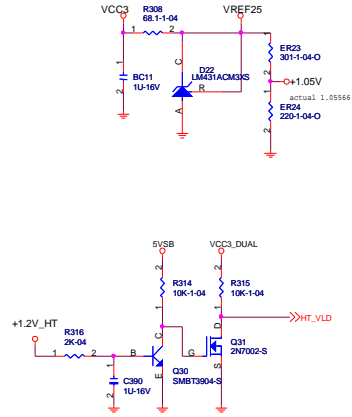 VCC3
R308
68.1-1-04
VREF25
1
2
D22
LM431ACM3XS
C
R
A
1
BC11
1U-16V
2
1
ER23
301-1-04-O
2
+1.05V
actual 1.05566
1
ER24
220-1-04-O
2
5VSB
VCC3_DUAL
2
R314
10K-1-04
1
2
R315
10K-1-04
1
HT_VLD
+1.2V_HT
R316
2K-04
1
2
B
C
E
Q30
SMBT3904-S
G
D
S
Q31
2N7002-S
1
C390
1U-16V
2